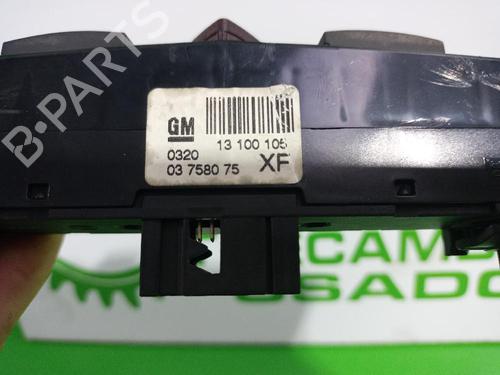 B-PARTS
GM
13 100 105
0320
03 7580 75
XF
RECAMB
USADO